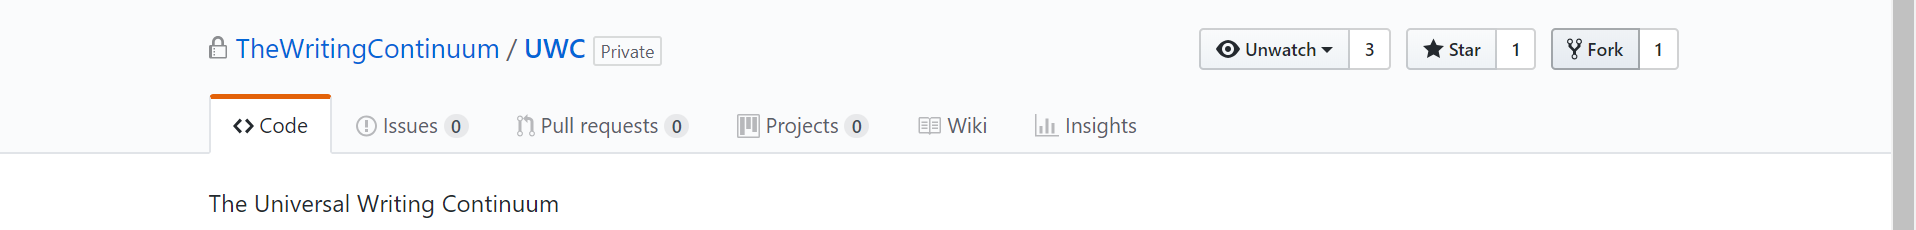 TheWritingContinuum / UWC Private
Unwatch 3 Star 1 Fork 1
Code Issues 0 Pull requests 0 Projects 0 Wiki Insights
The Universal Writing Continuum